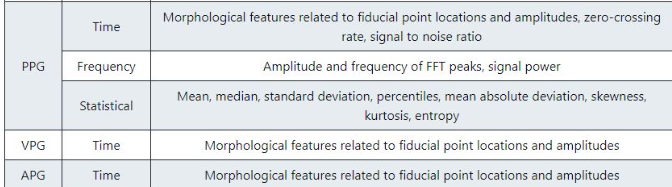 PPG
Time
Morphological features related to fiducial point locations and amplitudes, zero-crossing
rate, signal to noise ratio
Frequency
Amplitude and frequency of FFT peaks, signal power
Statistical
Mean, median, standard deviation, percentiles, mean absolute deviation, skewness,
kurtosis, entropy
VPG
Time
Morphological features related to fiducial point locations and amplitudes
APG
Time
Morphological features related to fiducial point locations and amplitudes